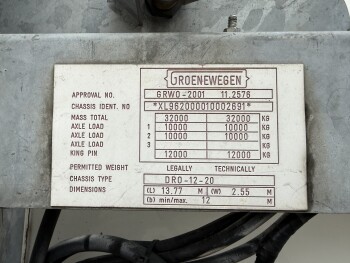 GROENEWEGEN
APPROVAL NO. GRWO-2001 11.2576
CHASSIS IDENT. NO *XL962000010002691*
MASS TOTAL 32000 32000 KG
AXLE LOAD 1 10000 10000 KG
AXLE LOAD 2 10000 10000 KG
AXLE LOAD 3 KG
KING PIN 12000 12000 KG
PERMITTED WEIGHT LEGALLY TECHNICALLY
CHASSIS TYPE DRO-12-20
DIMENSIONS (L) 13.77 M (W) 2.55 M
(b) min/max. 12 M